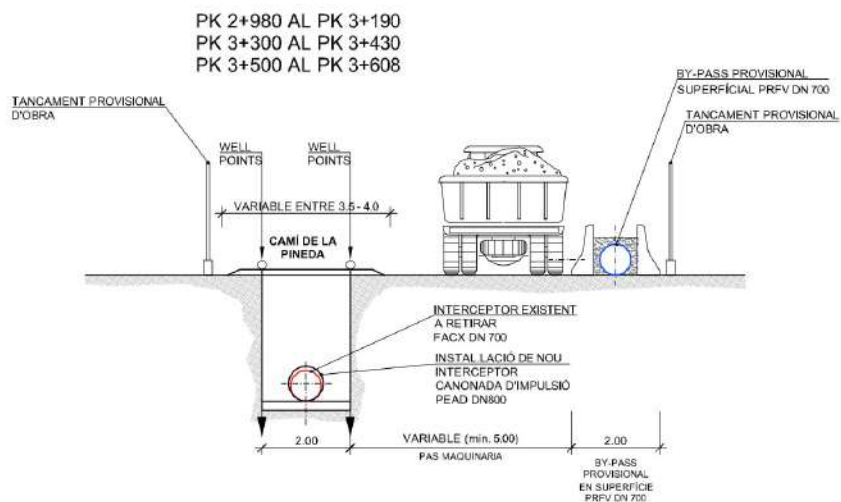 PK 2+980 AL PK 3+190
PK 3+300 AL PK 3+430
PK 3+500 AL PK 3+608
BY-PASS PROVISIONAL
SUPERFÍCIAL PRFV DN 700
TANCAMENT PROVISIONAL
D'OBRA
TANCAMENT PROVISIONAL
D'OBRA
WELL
POINTS
WELL
POINTS
VARIABLE ENTRE 3.5 - 4.0
CAMÍ DE LA
PINEDA
INTERCEPTOR EXISTENT
A RETIRAR
FACX DN 700
INSTAL·LACIÓ DE NOU
INTERCEPTOR
CANONADA D'IMPULSIÓ
PEAD DN800
2.00
VARIABLE (min. 5.00)
2.00
PAS MAQUINARIA
BY-PASS
PROVISIONAL
EN SUPERFÍCIE
PRFV DN 700